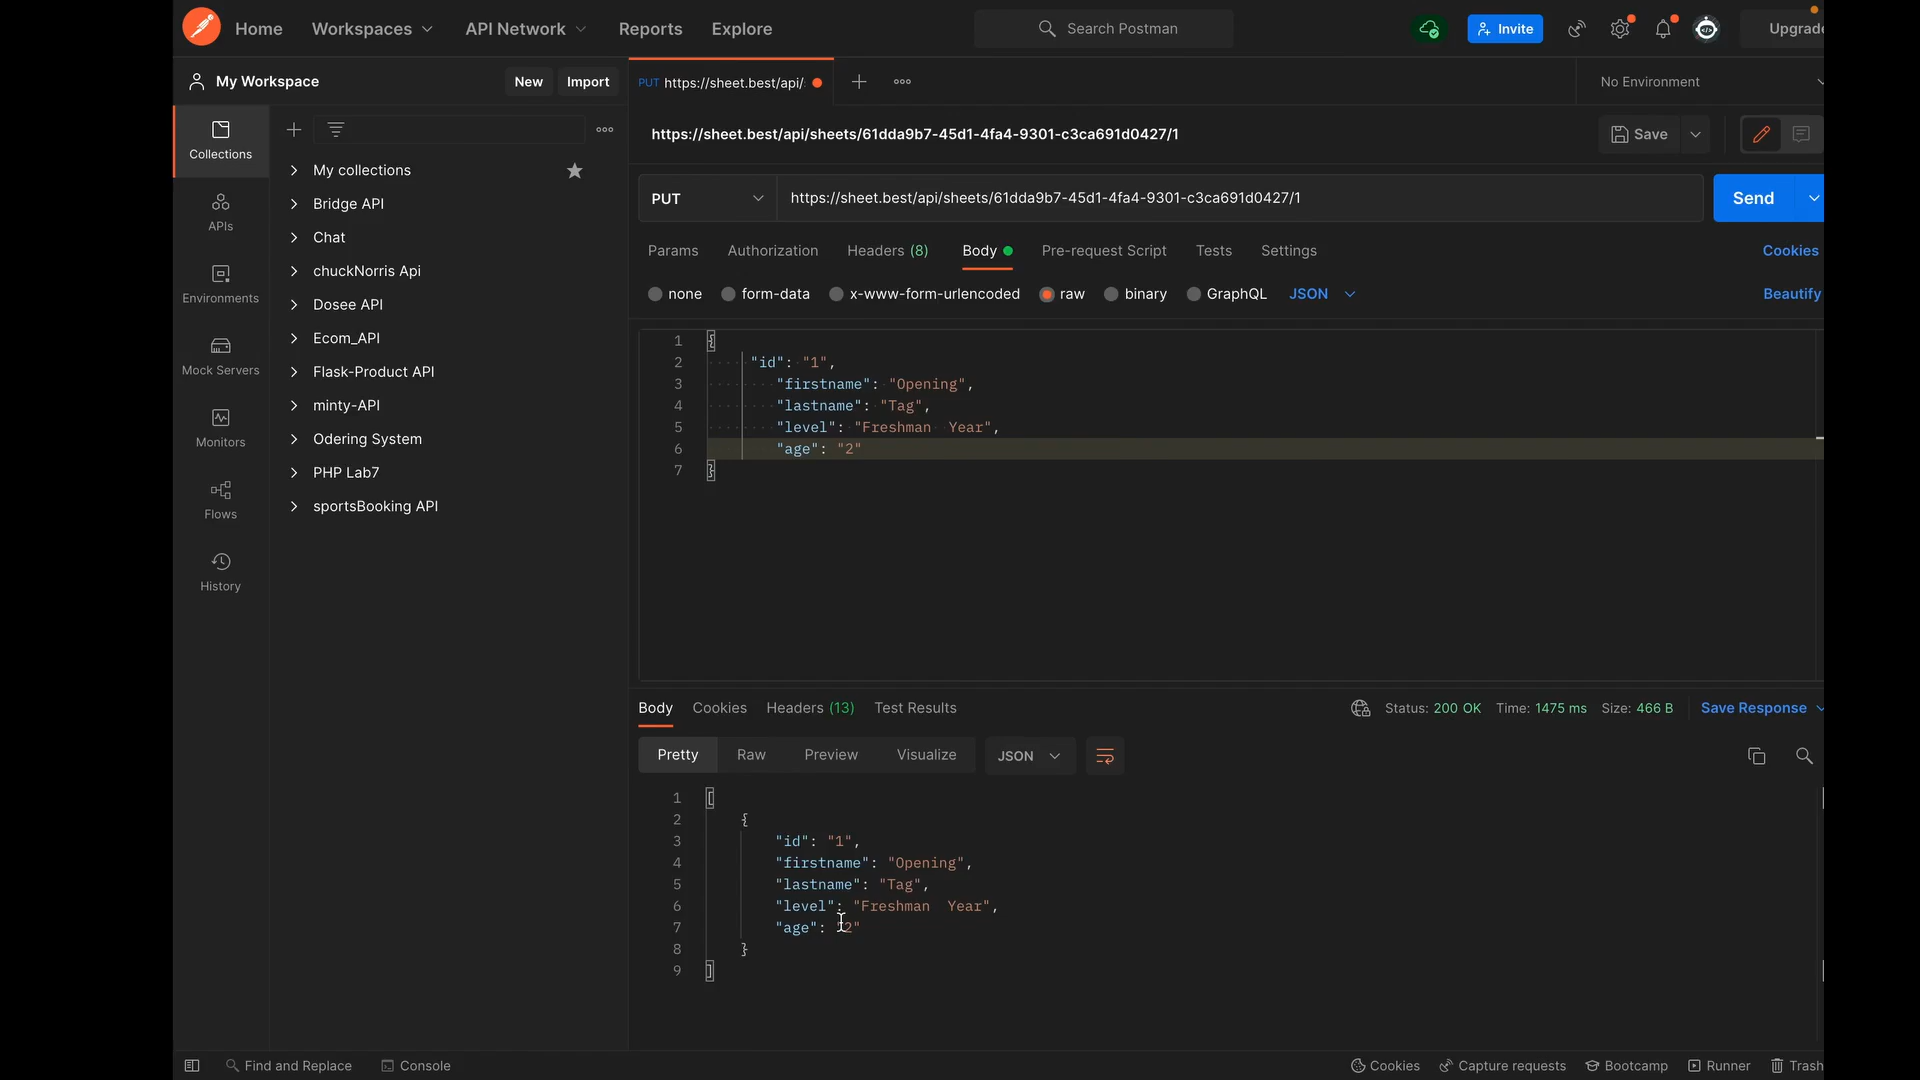 Home
Workspaces
API Network
Reports
Explore
Search Postman
Invite
Upgrade
My Workspace
New
Import
PUT https://sheet.best/api/
No Environment
Collections
APIs
Environments
Mock Servers
Monitors
Flows
History
My collections
Bridge API
Chat
chuckNorris Api
Dosee API
Ecom_API
Flask-Product API
minty-API
Odering System
PHP Lab7
sportsBooking API
https://sheet.best/api/sheets/61dda9b7-45d1-4fa4-9301-c3ca691d0427/1
Save
PUT
https://sheet.best/api/sheets/61dda9b7-45d1-4fa4-9301-c3ca691d0427/1
Send
Params
Authorization
Headers (8)
Body
Pre-request Script
Tests
Settings
Cookies
none
form-data
x-www-form-urlencoded
raw
binary
GraphQL
JSON
Beautify
1 {
2 "id": "1",
3 "firstname": "Opening",
4 "lastname": "Tag",
5 "level": "Freshman  Year",
6 "age": "2"
7 }
Body
Cookies
Headers (13)
Test Results
Status: 200 OK
Time: 1475 ms
Size: 466 B
Save Response
Pretty
Raw
Preview
Visualize
JSON
1 [
2 {
3 "id": "1",
4 "firstname": "Opening",
5 "lastname": "Tag",
6 "level": "Freshman  Year",
7 "age": "2"
8 }
9 ]
Find and Replace
Console
Cookies
Capture requests
Bootcamp
Runner
Trash